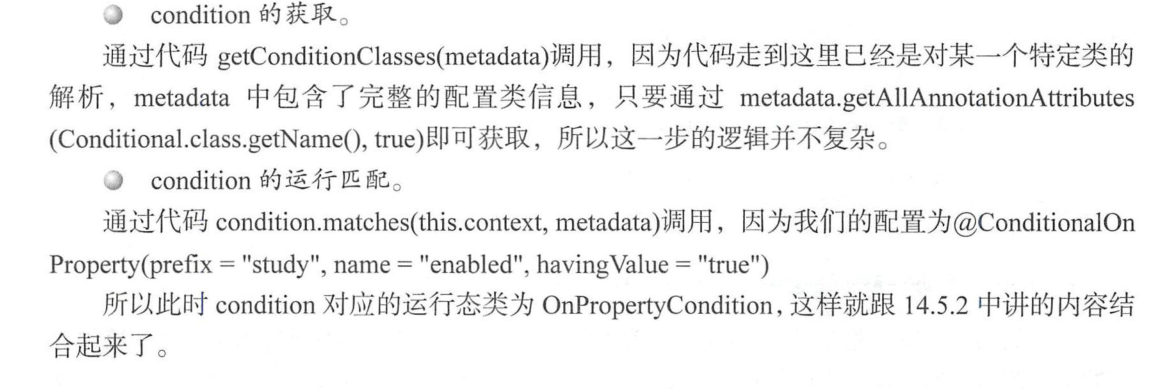 condition 的获取。
通过代码 getConditionClasses(metadata)调用，因为代码走到这里已经是对某一个特定类的
解析，metadata 中包含了完整的配置类信息，只要通过 metadata.getAllAnnotationAttributes
(Conditional.class.getName(), true)即可获取，所以这一步的逻辑并不复杂。
condition 的运行匹配。
通过代码 condition.matches(this.context, metadata)调用，因为我们的配置为@ConditionalOn
Property(prefix = "study", name = "enabled", havingValue = "true")
所以此时 condition 对应的运行态类为 OnPropertyCondition，这样就跟 14.5.2 中讲的内容结
合起来了。